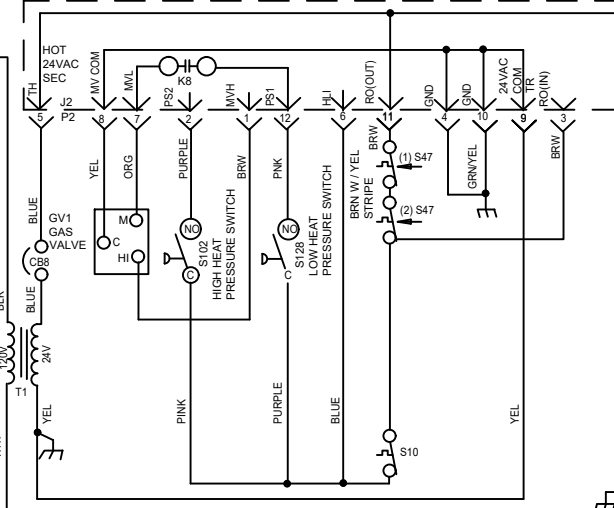 HOT
24VAC
SEC
TH
MV COM
MVL
K8
PS2
MVH
PS1
HLI
RO(OUT)
GND
GND
24VAC
COM
TR
RO(IN)
J2
P2
5
8
7
2
1
12
6
11
4
10
9
3
YEL
ORG
PURPLE
BRW
PNK
BRW
BRN W / YEL
STRIPE
(1) S47
(2) S47
GRN/YEL
BRW
BLUE
GV1
GAS
VALVE
M
C
HI
NO
C
S102
HIGH HEAT
PRESSURE SWITCH
NO
C
S128
LOW HEAT
PRESSURE SWITCH
CB8
BLUE
BLK
120V
24V
T1
YEL
PINK
PURPLE
BLUE
S10
YEL